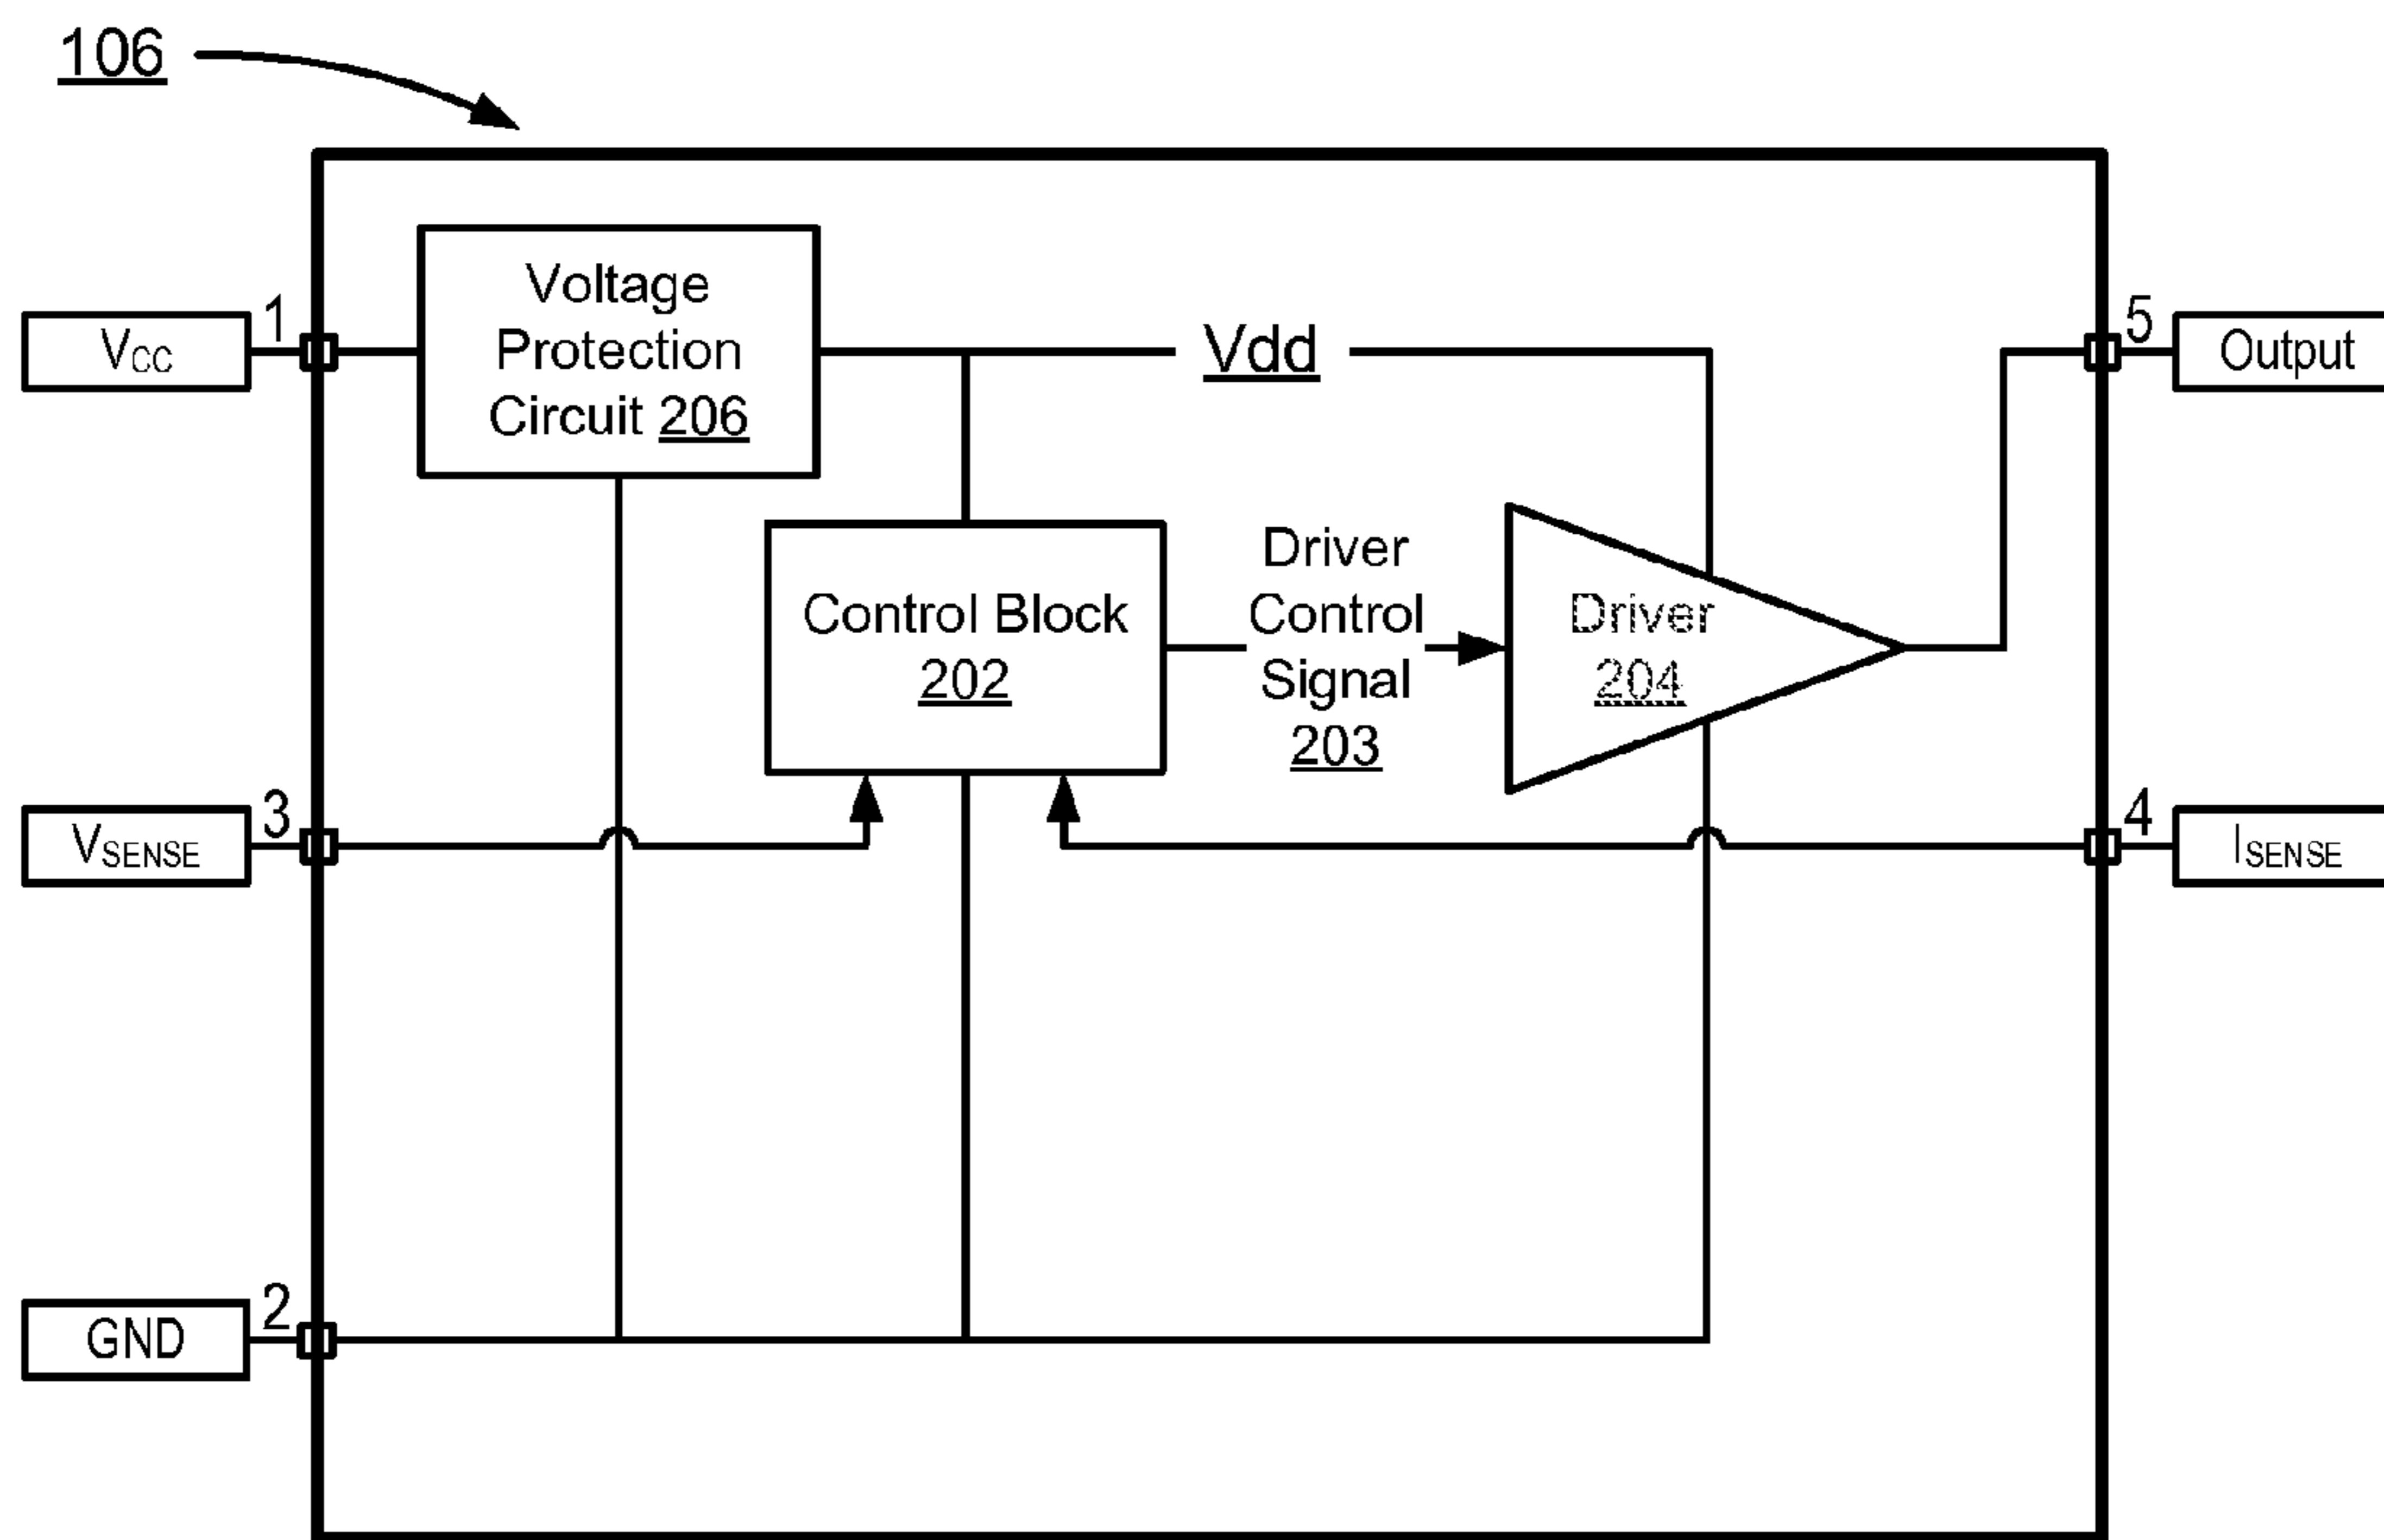 106
Voltage
Protection
Circuit 206
1
VCC
Vdd
5
Output
Control Block
202
Driver
Control
Signal
203
Driver
204
3
VSENSE
4
ISENSE
2
GND